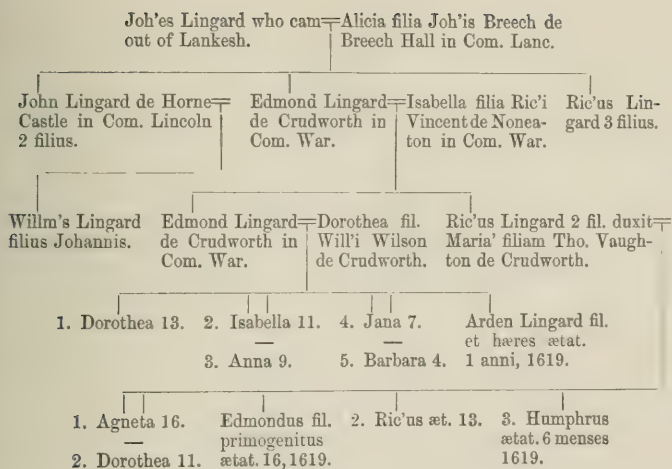 Joh'es Lingard who cam Alicia filia Joh'is Breech de
out of Lankesh. Breech Hall in Com. Lanc.
John Lingard de Horne Edmond Lingard Isabella filia Ric'i Ric'us Lin-
Castle in Com. Lincoln de Crudworth in Vincent de Nonea- gard 3 filius.
2 filius. Com. War. ton in Com. War.
Willm's Lingard Edmond Lingard Dorothea fil. Ric'us Lingard 2 fil. duxit
filius Johannis. de Crudworth in Will'i Wilson Maria' filiam Tho. Vaugh-
Com. War. de Crudworth. ton de Crudworth.
1. Dorothea 13. 2. Isabella 11. 4. Jana 7. Arden Lingard fil.
et hæres ætat.
3. Anna 9. 5. Barbara 4. 1 anni, 1619.
1. Agneta 16. Edmondus fil. 2. Ric'us æt. 13. 3. Humphrus
primogenitus ætat. 6 menses
2. Dorothea 11. ætat. 16, 1619. 1619.